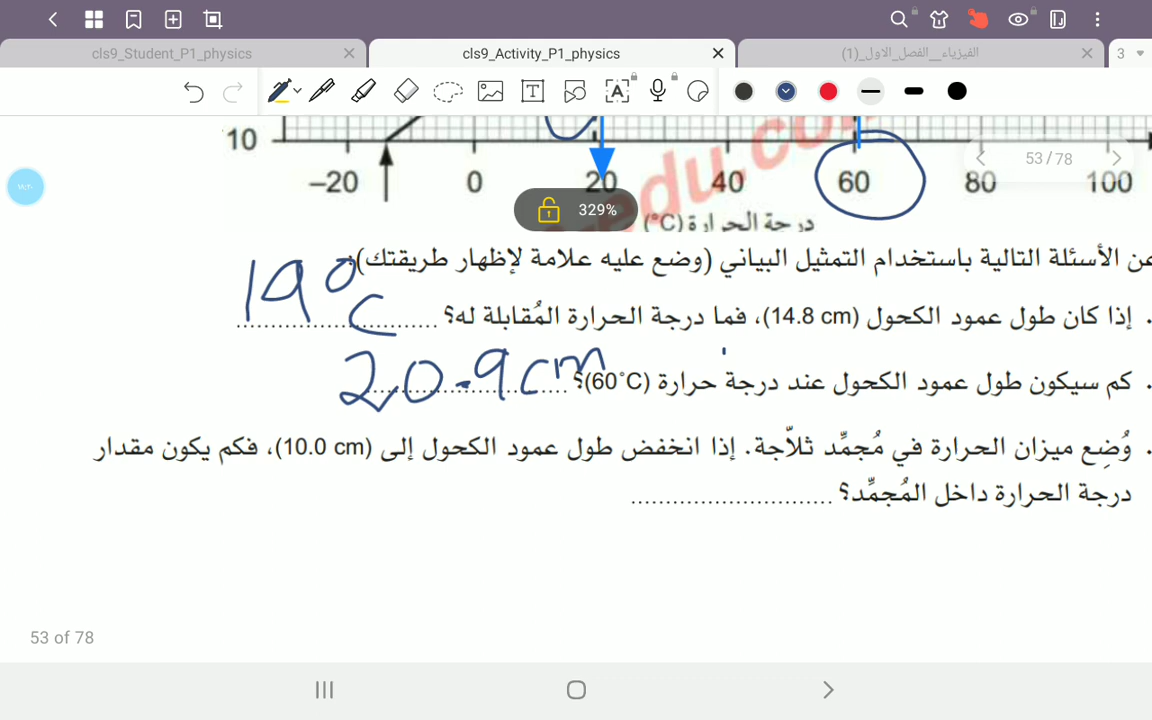 cls9_Student_P1_physics
cls9_Activity_P1_physics
الفيزياء__الفصل_الاول_(1)
3
10
53/78
–20 0 20 40 60 80 100
329%
درجة الحرارة (°C)
عن الأسئلة التالية باستخدام التمثيل البياني (وضع عليه علامة لإظهار طريقتك):
إذا كان طول عمود الكحول (14.8 cm)، فما درجة الحرارة المُقابلة له؟ ........................
19°C
كم سيكون طول عمود الكحول عند درجة حرارة (60°C)؟ ........................
20.9cm
وُضِع ميزان الحرارة في مُجمِّد ثلاّجة. إذا انخفض طول عمود الكحول إلى (10.0 cm)، فكم يكون مقدار
درجة الحرارة داخل المُجمِّد؟ ........................
53 of 78